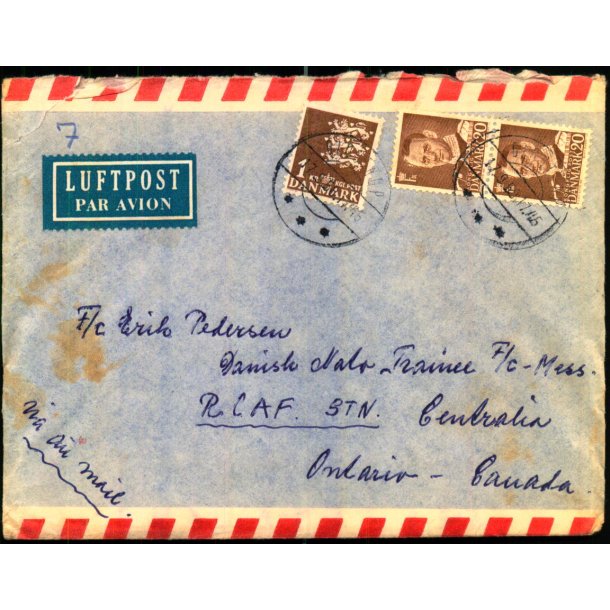 7
LUFTPOST
PAR AVION
1
DANMARK
DANMARK 20
DANMARK 20
F/c Erik Pedersen
Danish Nato Trainee F/c-Mess.
R.C.A.F. STN. Centralia
Ontario - Canada.
via air mail.